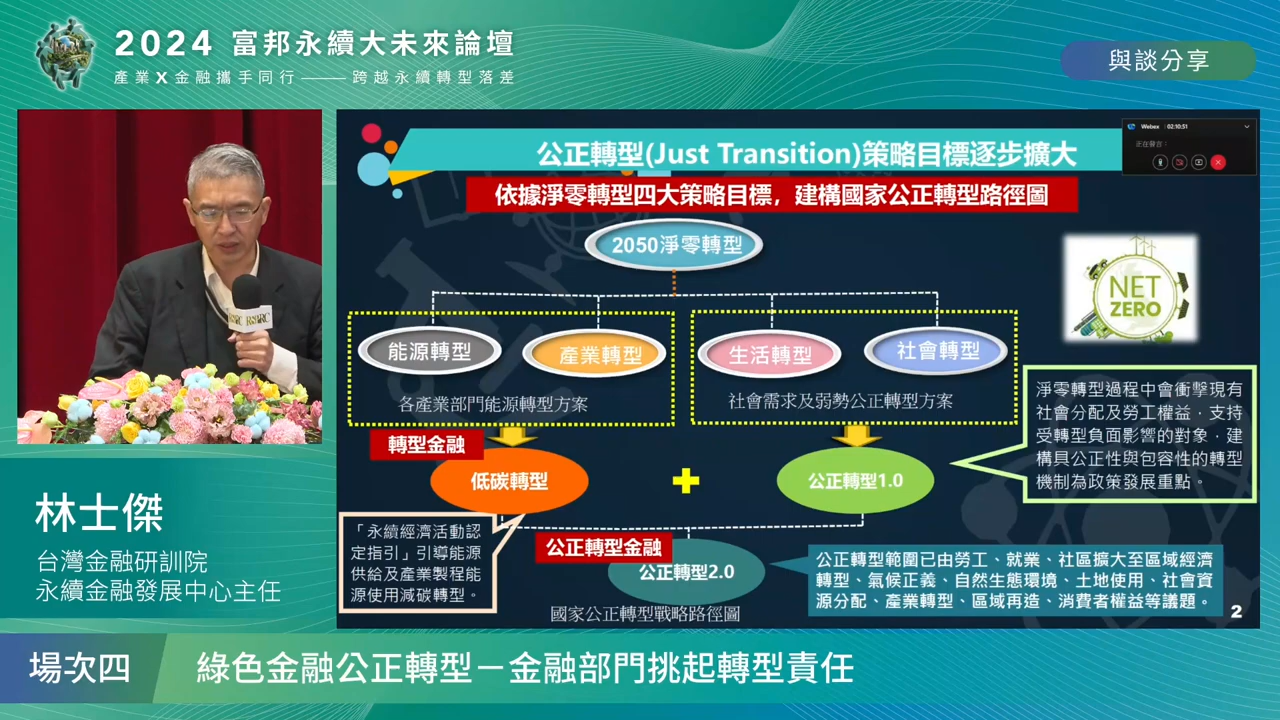 2024 富邦永續大未來論壇
產業X金融攜手同行——跨越永續轉型落差
與談分享
公正轉型(Just Transition)策略目標逐步擴大
Webex 02:10:51
正在聲音:
依據淨零轉型四大策略目標，建構國家公正轉型路徑圖
2050淨零轉型
NET
ZERO
能源轉型
產業轉型
生活轉型
社會轉型
各產業部門能源轉型方案
社會需求及弱勢公正轉型方案
淨零轉型過程中會衝擊現有
社會分配及勞工權益，支持
受轉型負面影響的對象，建
構具公正性與包容性的轉型
機制為政策發展重點。
轉型金融
低碳轉型
公正轉型1.0
「永續經濟活動認
定指引」引導能源
供給及產業製程能
源使用減碳轉型。
公正轉型金融
公正轉型2.0
國家公正轉型戰略路徑圖
公正轉型範圍已由勞工、就業、社區擴大至區域經濟
轉型、氣候正義、自然生態環境、土地使用、社會資
源分配、產業轉型、區域再造、消費者權益等議題。
2
林士傑
台灣金融研訓院
永續金融發展中心主任
場次四
綠色金融公正轉型－金融部門挑起轉型責任